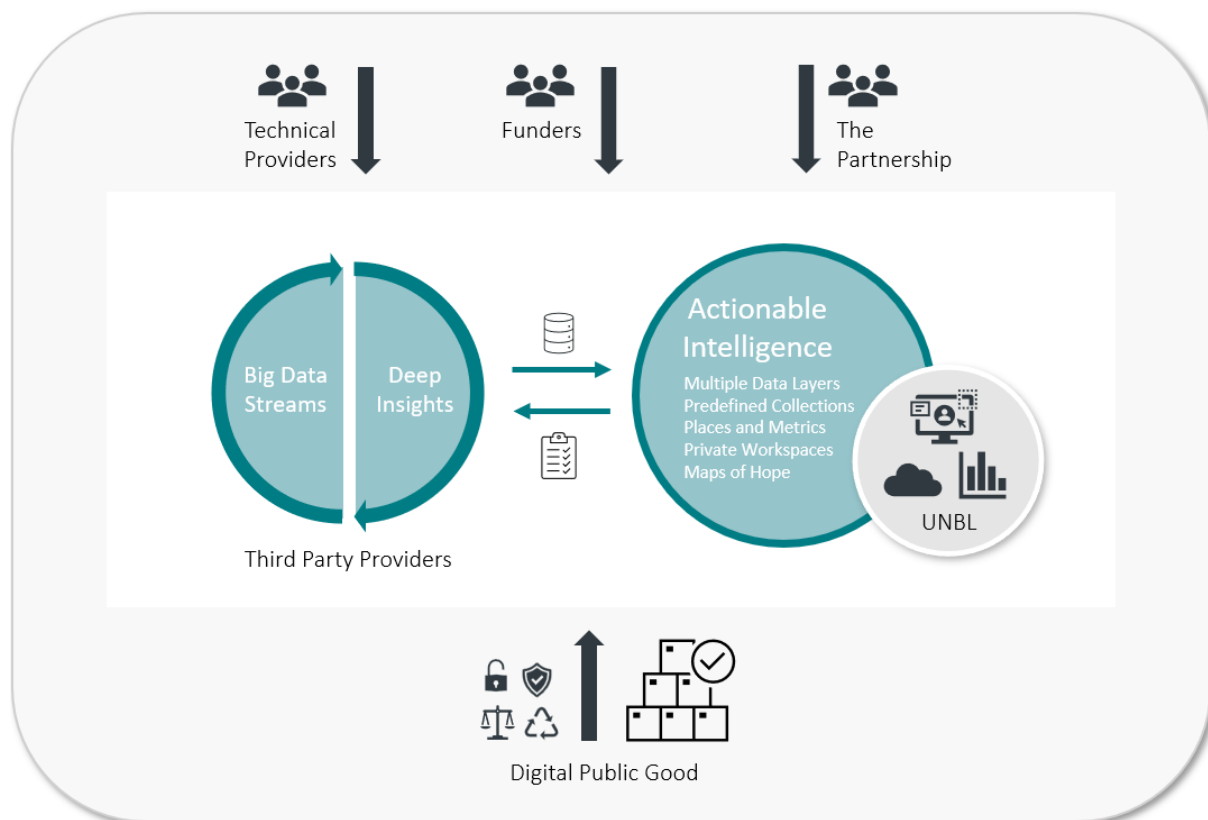 Technical
Providers
Funders
The
Partnership
Big Data
Streams
Deep
Insights
Third Party Providers
Actionable
Intelligence
Multiple Data Layers
Predefined Collections
Places and Metrics
Private Workspaces
Maps of Hope
UNBL
Digital Public Good